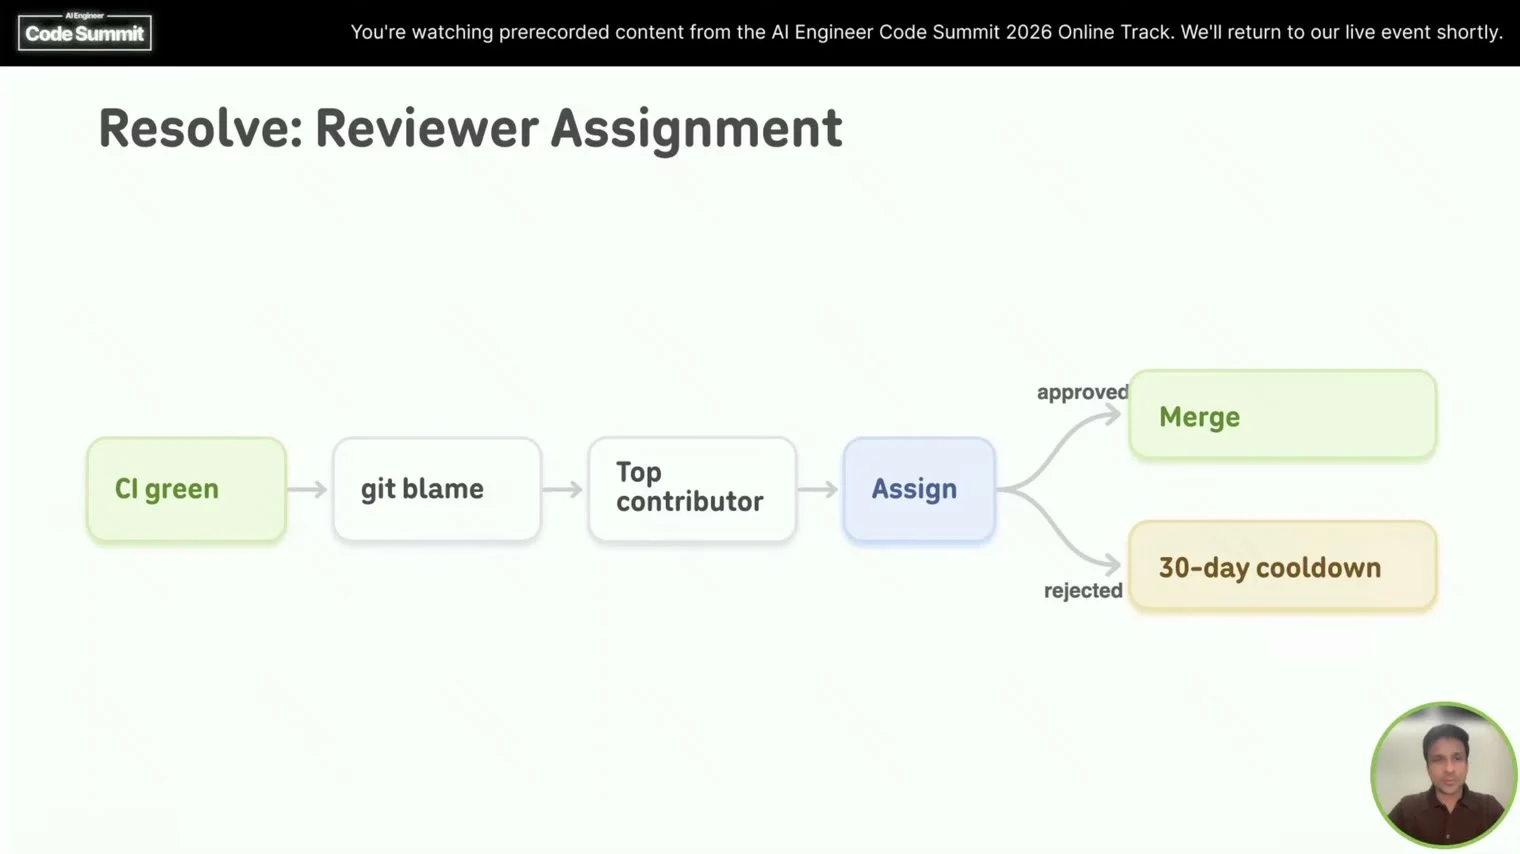 AI Engineer
Code Summit
You're watching prerecorded content from the AI Engineer Code Summit 2026 Online Track. We'll return to our live event shortly.
Resolve: Reviewer Assignment
CI green
git blame
Top
contributor
Assign
approved
Merge
rejected
30-day cooldown